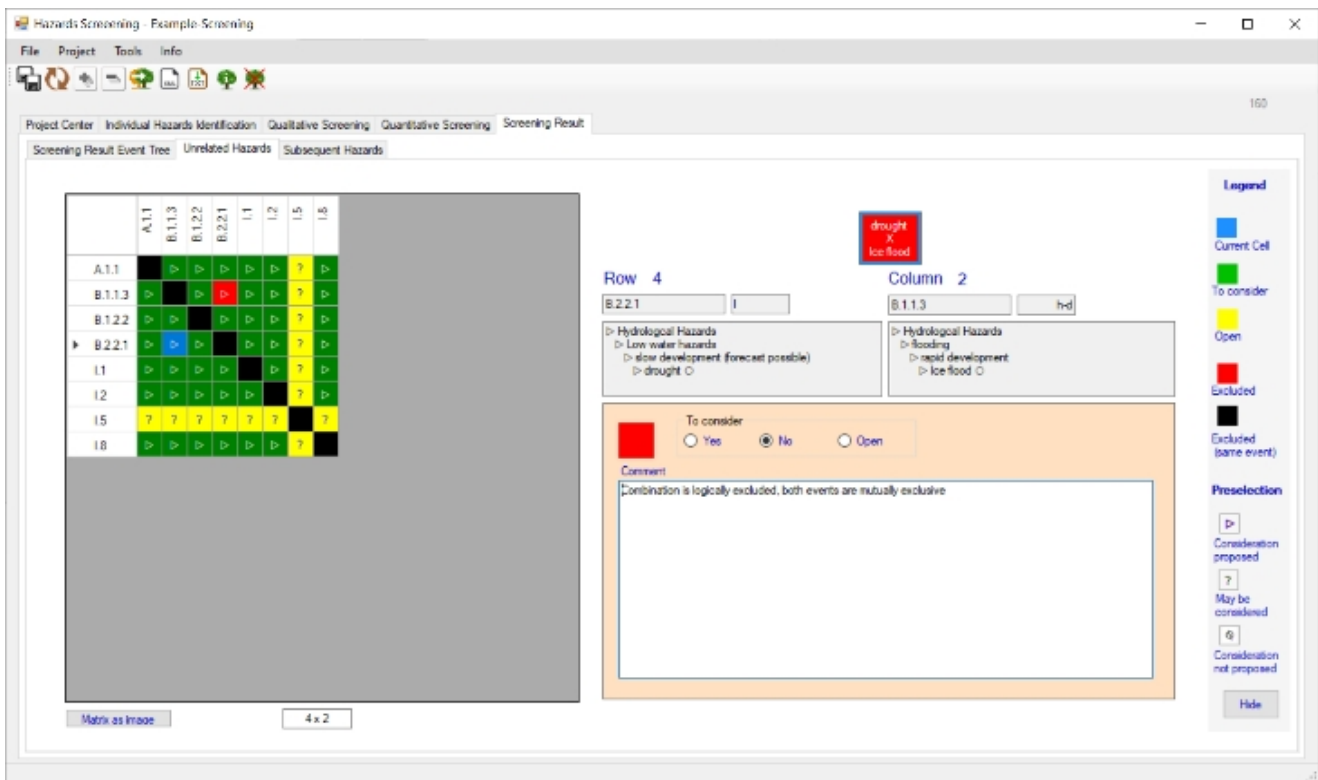 Hazards Screening - Example-Screening
File Project Tools Info
160
Project Center Individual Hazards Identification Qualitative Screening Quantitative Screening Screening Result
Screening Result Event Tree Unrelated Hazards Subsequent Hazards
A.1.1 B.1.1.3 B.1.2.2 B.2.2.1 I.1 I.2 I.5 I.8
A.1.1 ?
B.1.1.3 ?
B.1.2.2 ?
B.2.2.1 ?
I.1 ?
I.2 ?
I.5 ? ? ? ? ? ? ?
I.8 ?
Matrix as Image
4 x 2
drought
X
Ice flood
Row 4
B.2.2.1 l
Hydrological Hazards
Low water hazards
slow development (forecast possible)
drought
Column 2
B.1.1.3 h-d
Hydrological Hazards
flooding
rapid development
Ice flood
To consider
Yes No Open
Comment
Combination is logically excluded, both events are mutually exclusive
Legend
Current Cell
To consider
Open
Excluded
Excluded
(same event)
Preselection
Consideration
proposed
?
May be
considered
Consideration
not proposed
Hide